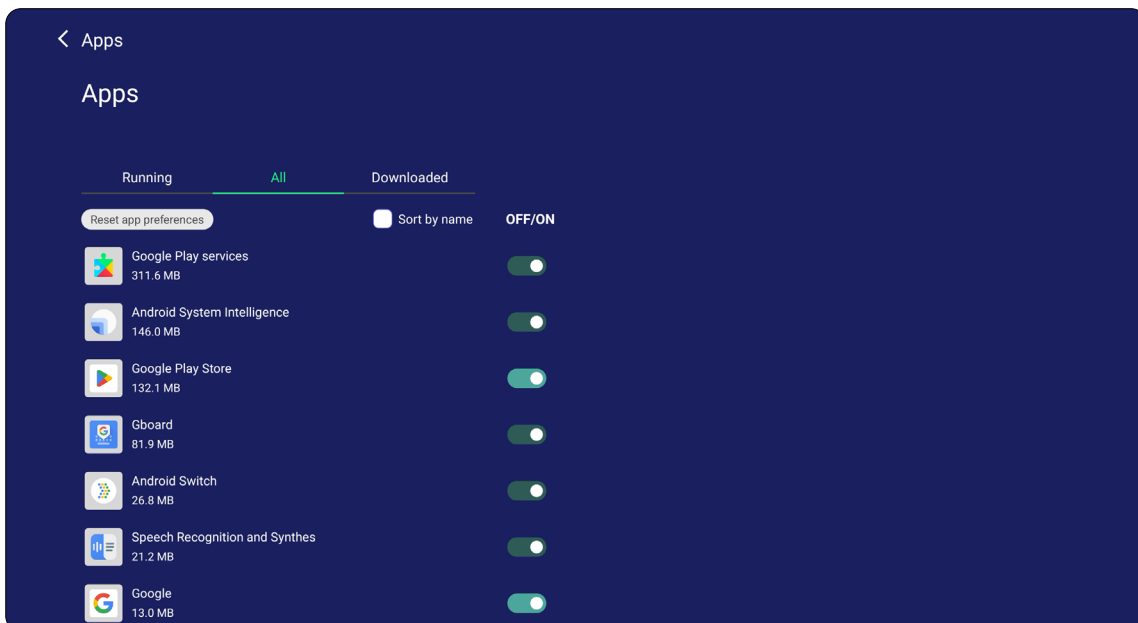 Apps
Apps
Running All Downloaded
Reset app preferences Sort by name OFF/ON
Google Play services
311.6 MB
Android System Intelligence
146.0 MB
Google Play Store
132.1 MB
Gboard
81.9 MB
Android Switch
26.8 MB
Speech Recognition and Synthes
21.2 MB
Google
13.0 MB